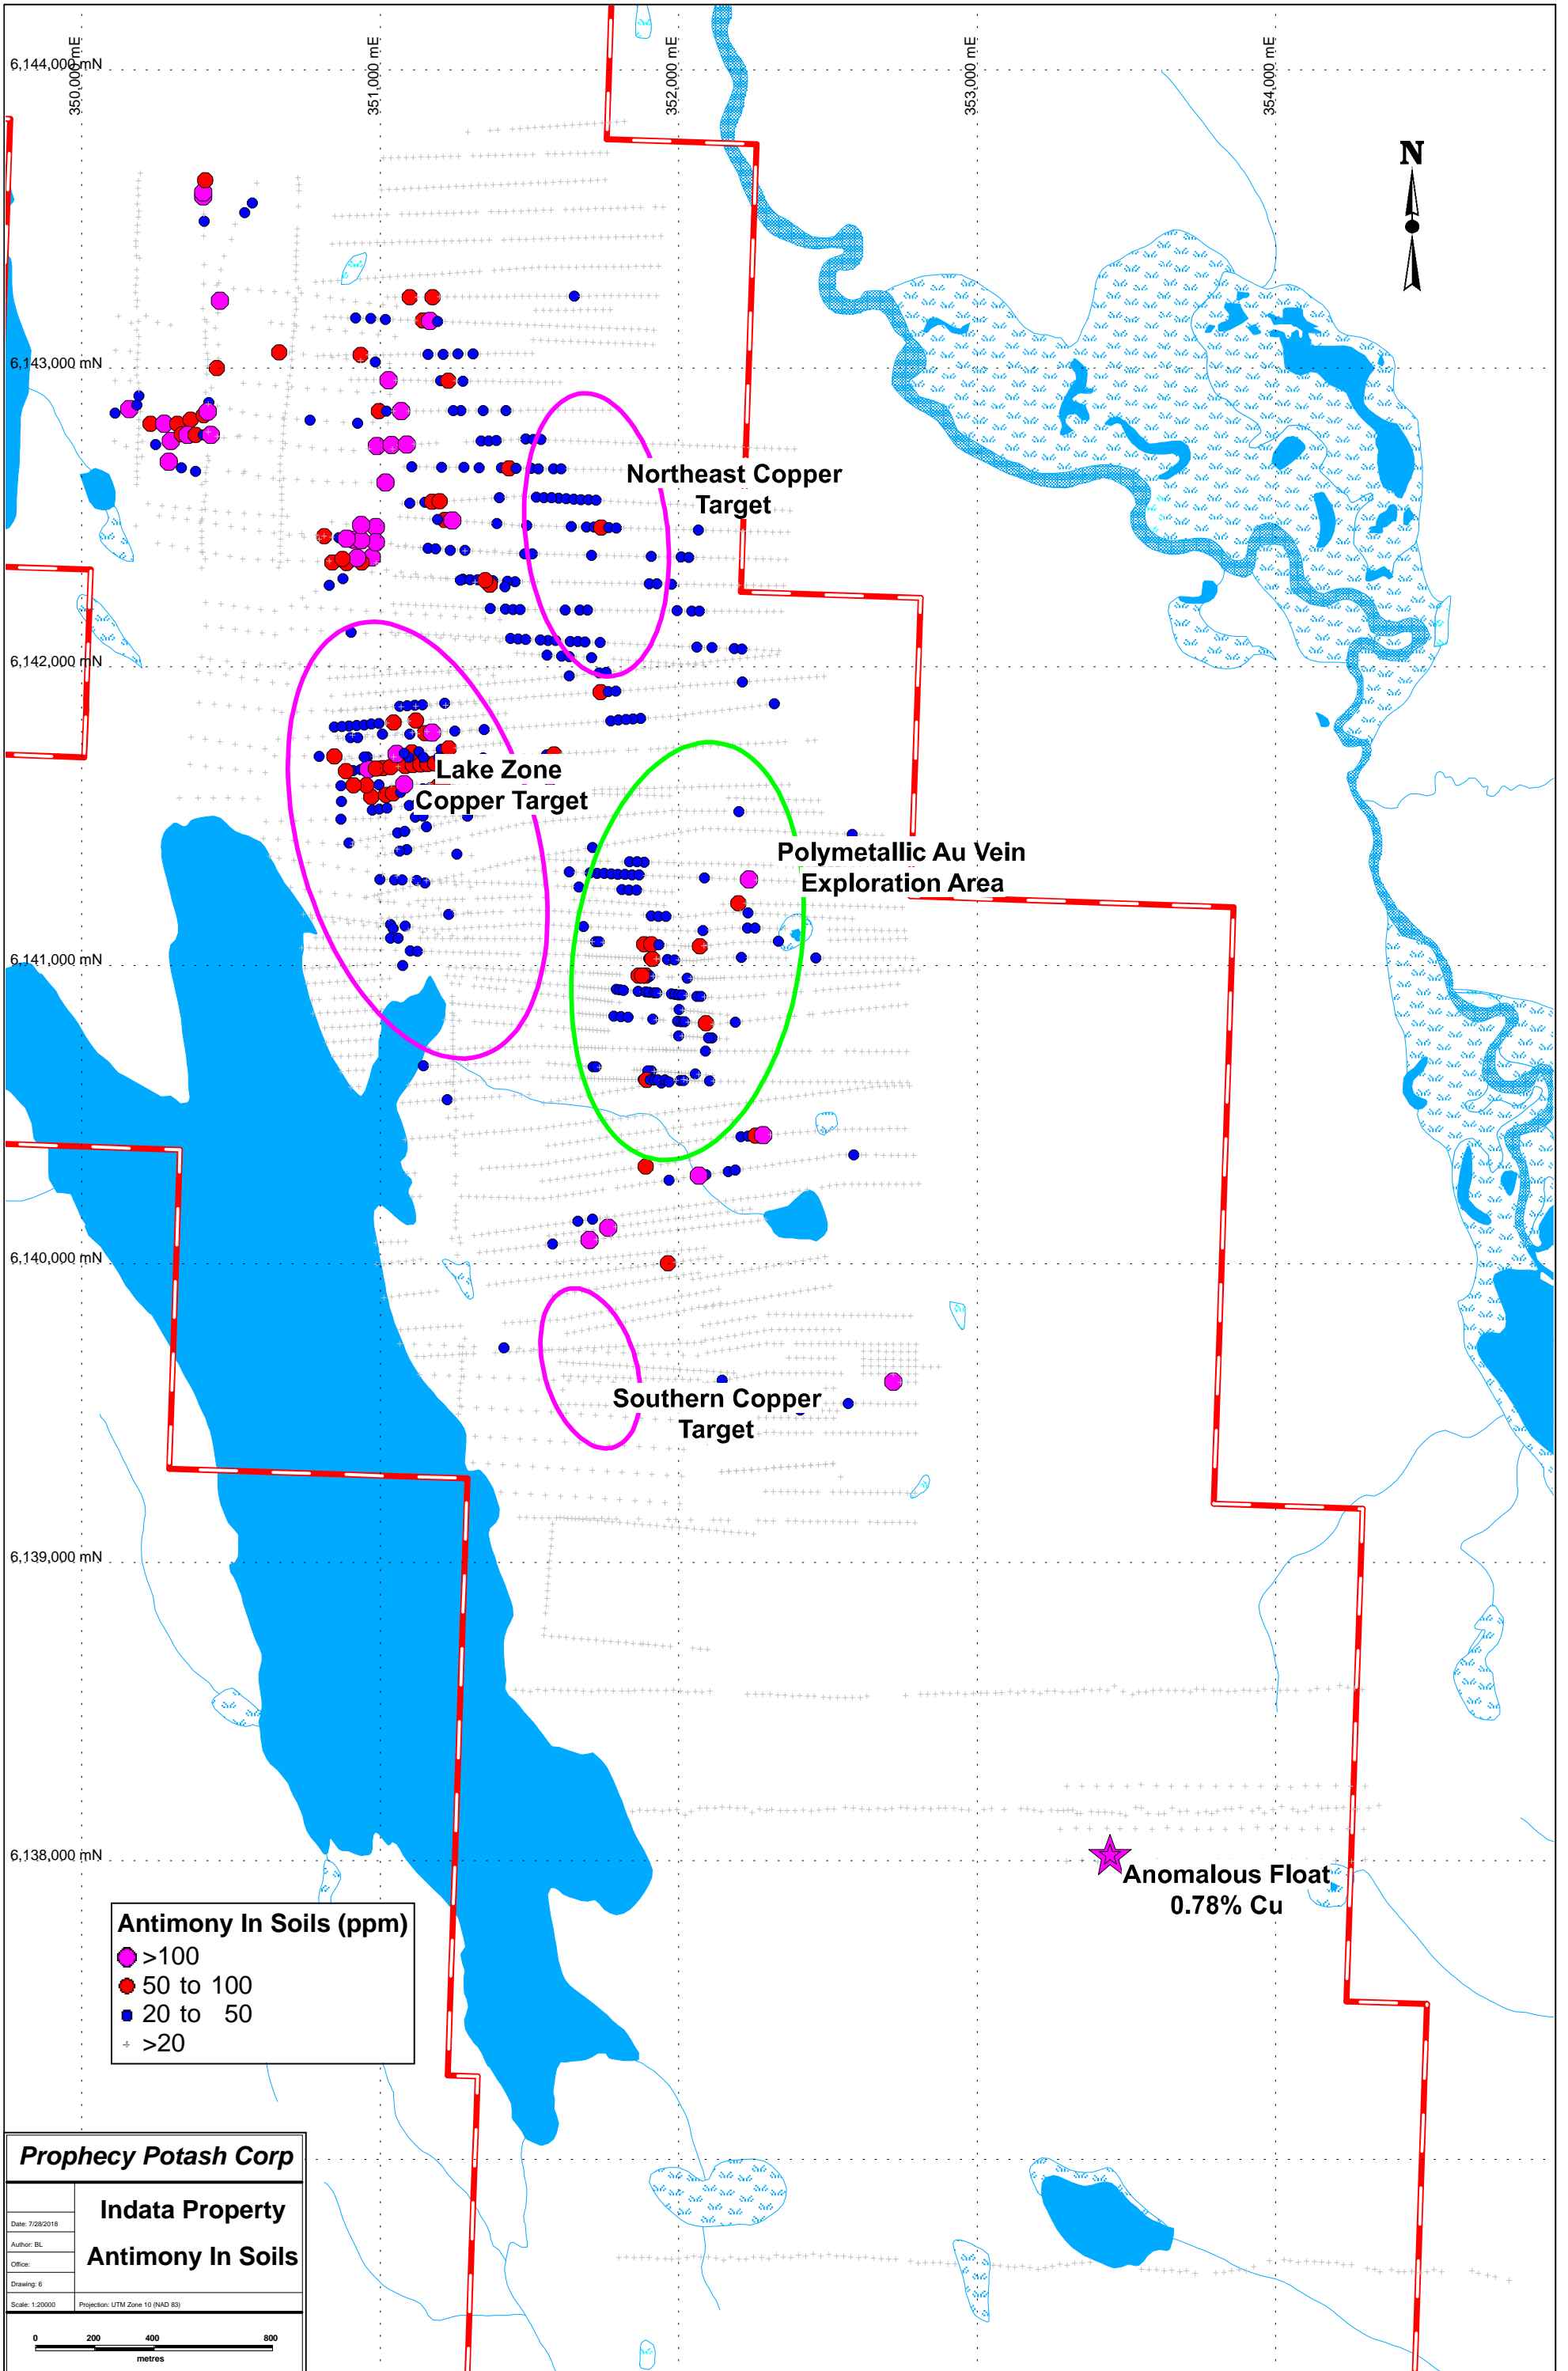 350,000 mE
351,000 mE
352,000 mE
353,000 mE
354,000 mE
6,144,000 mN
N
6,143,000 mN
Northeast Copper
Target
6,142,000 mN
Lake Zone
Copper Target
Polymetallic Au Vein
Exploration Area
6,141,000 mN
6,140,000 mN
Southern Copper
Target
6,139,000 mN
6,138,000 mN
Anomalous Float
0.78% Cu
Antimony In Soils (ppm)
>100
50 to 100
20 to 50
>20
Prophecy Potash Corp
Indata Property
Antimony In Soils
Date: 7/28/2018
Author: BL
Office:
Drawing: 6
Scale: 1:20000
Projection: UTM Zone 10 (NAD 83)
0 200 400 800
metres